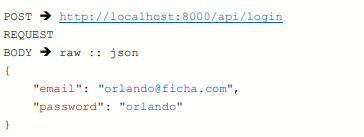 POST ➔ http://localhost:8000/api/login
REQUEST
BODY ➔ raw :: json
{
    "email": "orlando@ficha.com",
    "password": "orlando"
}